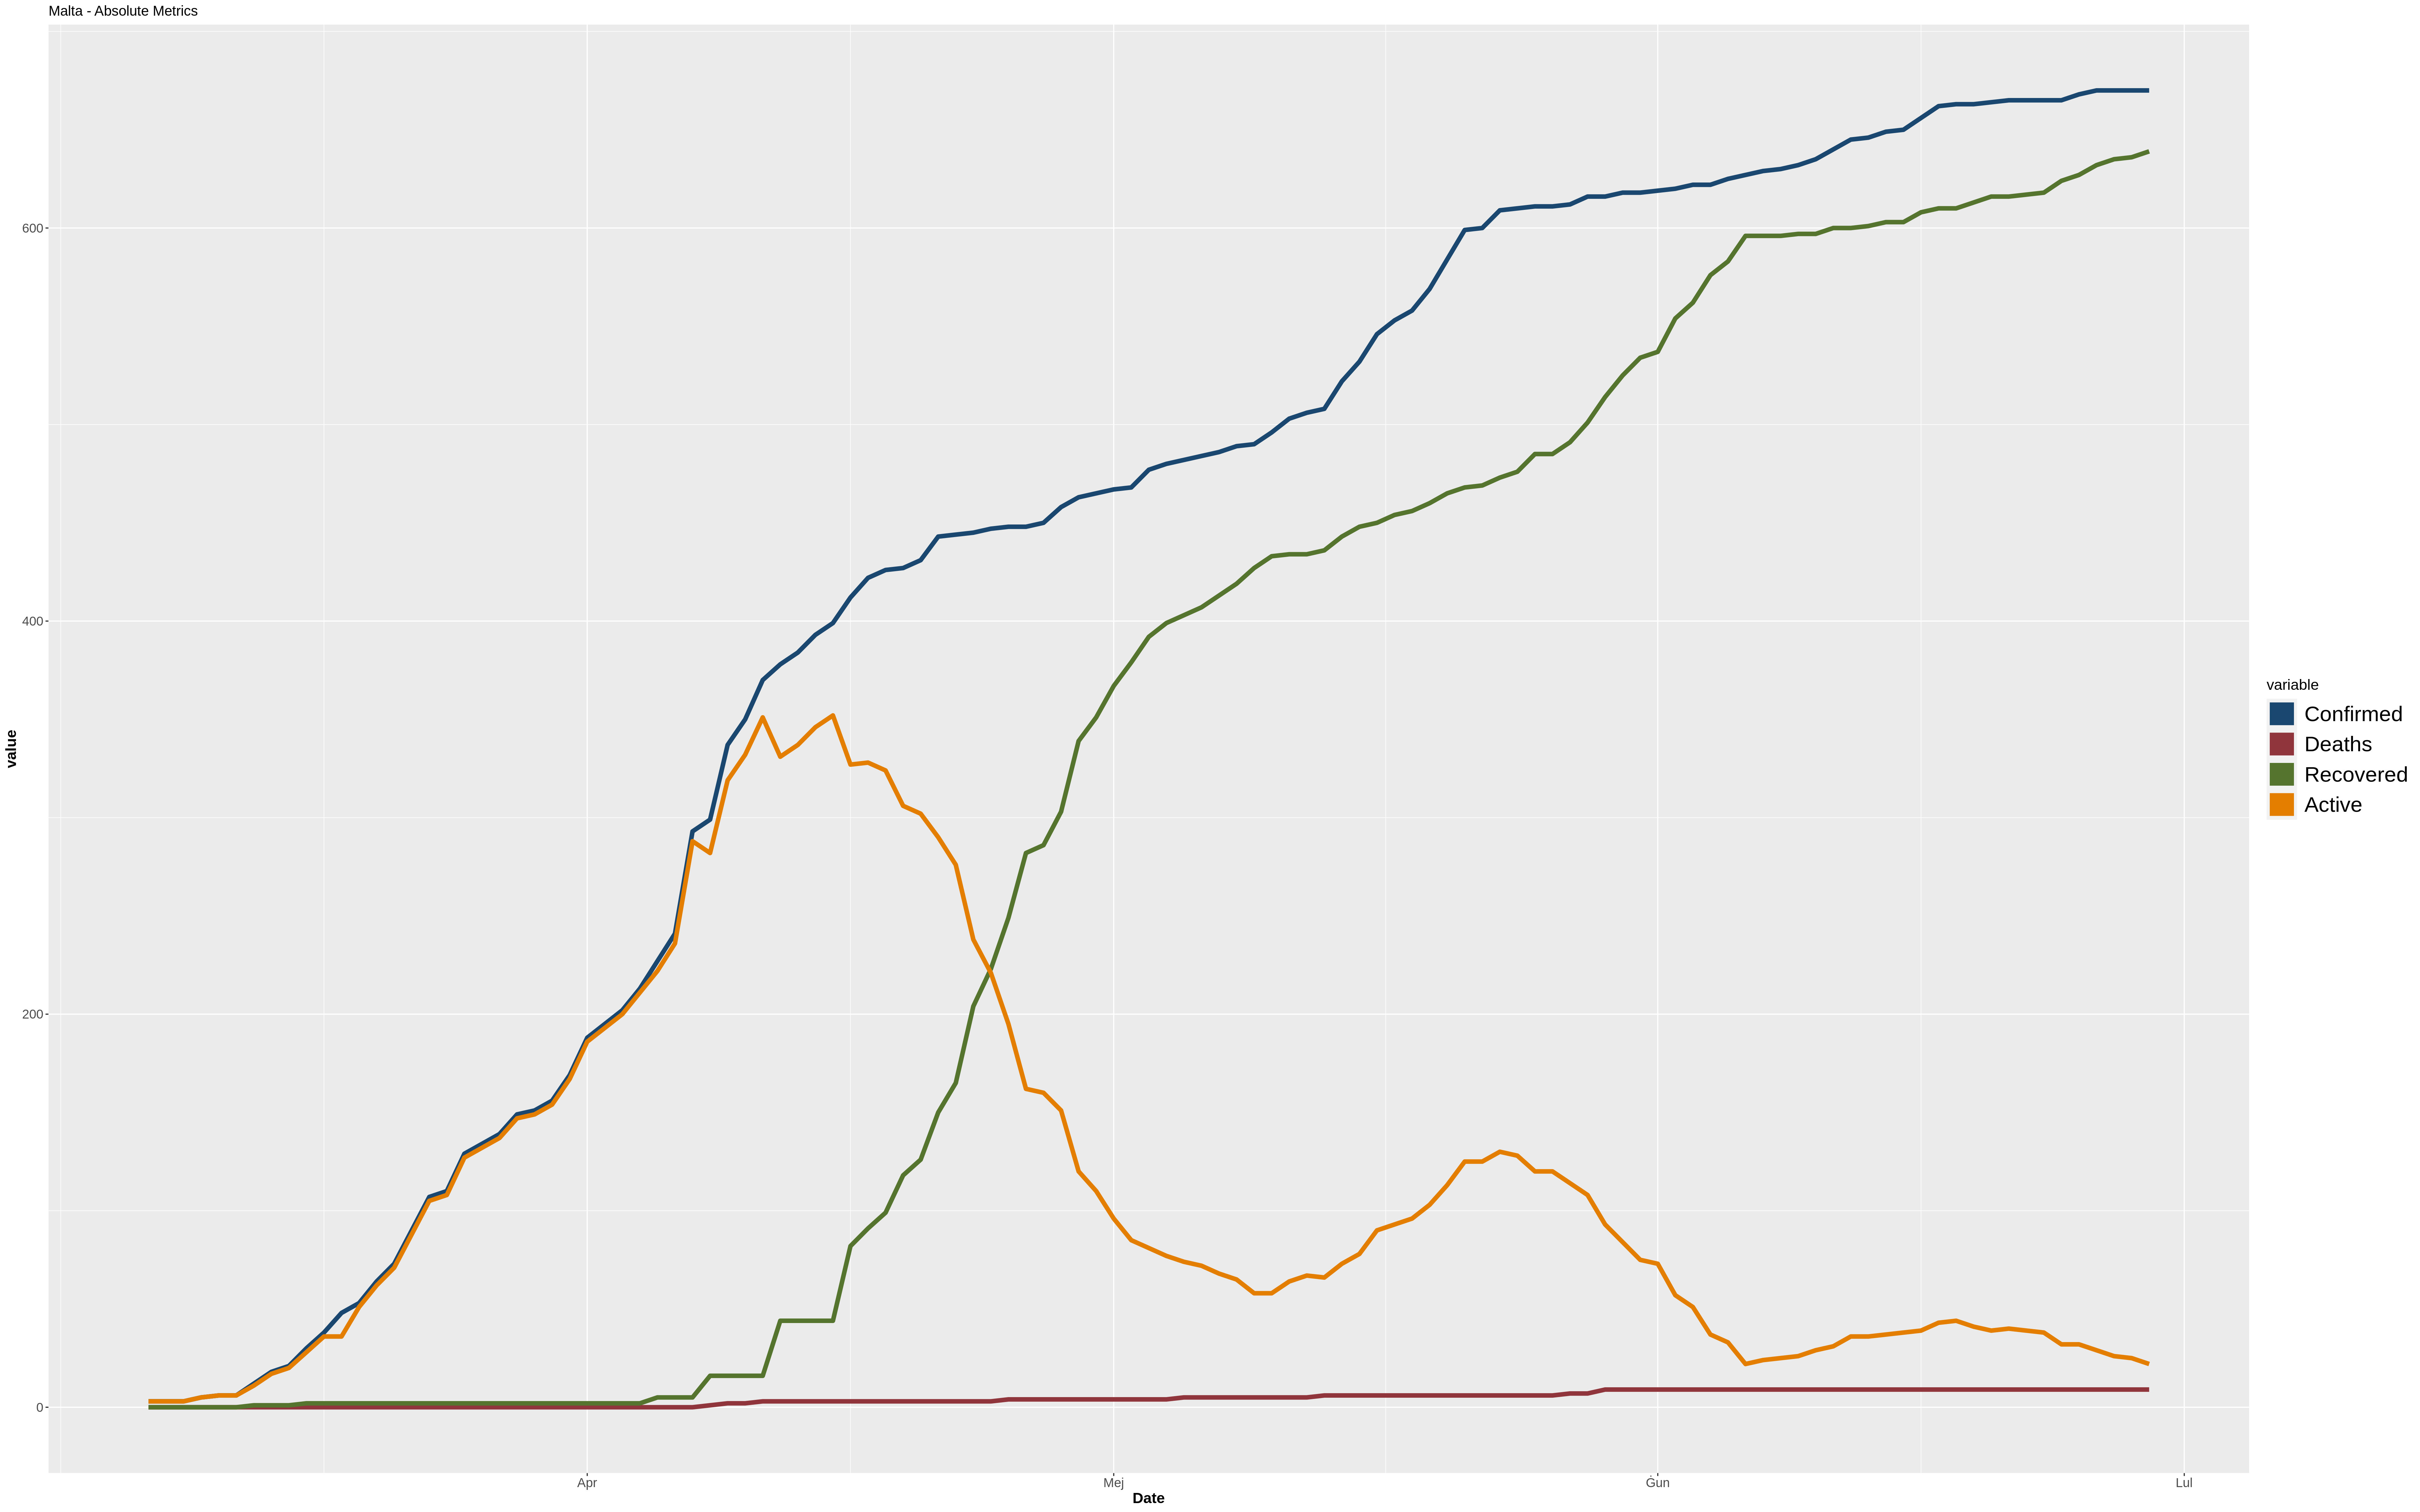 Malta - Absolute Metrics
600
400
200
0
value
Apr
Mej
Ġun
Lul
Date
variable
Confirmed
Deaths
Recovered
Active